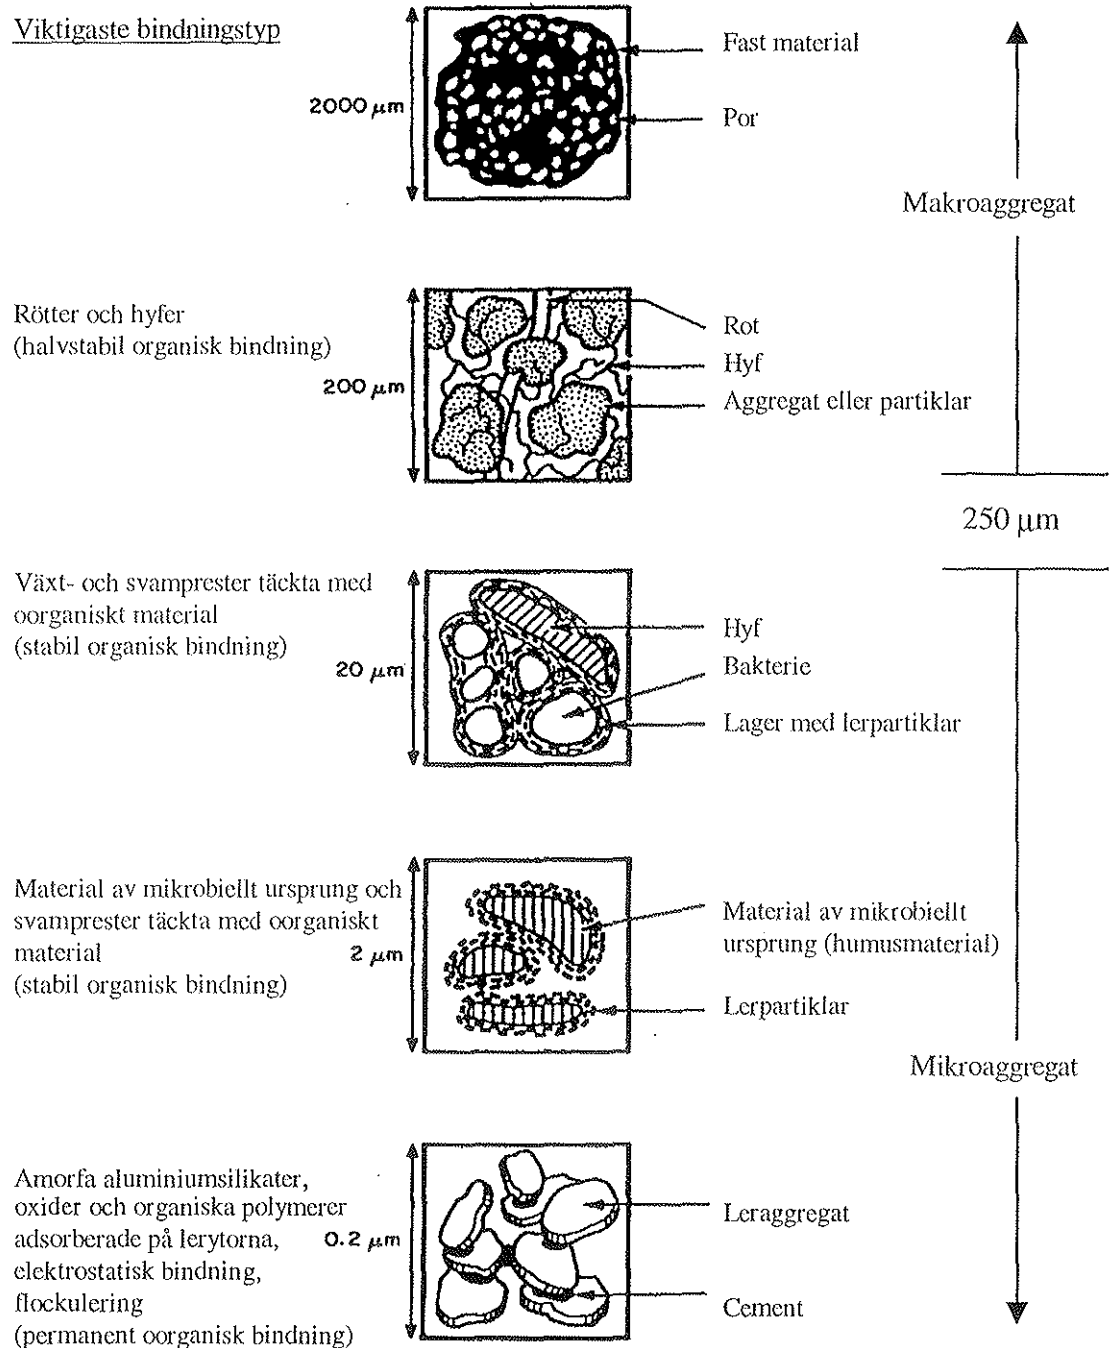 Viktigaste bindningstyp
2000 μm
Fast material
Por
Makroaggregat
Rötter och hyfer
(halvstabil organisk bindning)
200 μm
Rot
Hyf
Aggregat eller partiklar
250 μm
Växt- och svamprester täckta med
oorganiskt material
(stabil organisk bindning)
20 μm
Hyf
Bakterie
Lager med lerpartiklar
Material av mikrobiellt ursprung och
svamprester täckta med oorganiskt
material
(stabil organisk bindning)
2 μm
Material av mikrobiellt
ursprung (humusmaterial)
Lerpartiklar
Mikroaggregat
Amorfa aluminiumsilikater,
oxider och organiska polymerer
adsorberade på lerytorna,
elektrostatisk bindning,
flockulering
(permanent oorganisk bindning)
0.2 μm
Leraggregat
Cement